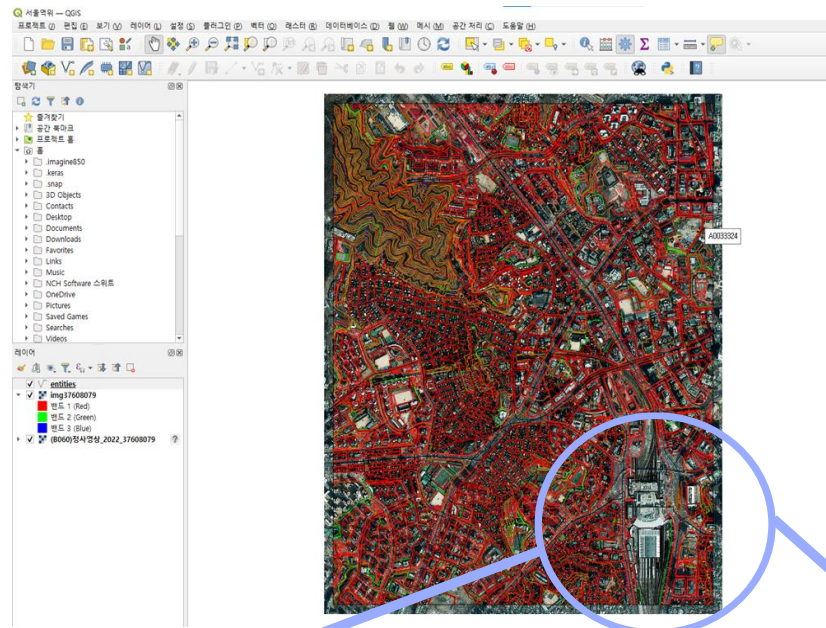 서울역위 — QGIS
프로젝트 (J) 편집 (E) 보기 (V) 레이어 (L) 설정 (S) 플러그인 (P) 벡터 (O) 래스터 (R) 데이터베이스 (D) 웹 (W) 메시 (M) 공간 처리 (C) 도움말 (H)
탐색기
즐겨찾기
공간 북마크
프로젝트 홈
홈
.imagine850
.keras
.snap
3D Objects
Contacts
Desktop
Documents
Downloads
Favorites
Links
Music
NCH Software 스위트
OneDrive
Pictures
Saved Games
Searches
Videos
레이어
entities
img37608079
밴드 1 (Red)
밴드 2 (Green)
밴드 3 (Blue)
(B060)정사영상_2022_37608079
A0033324